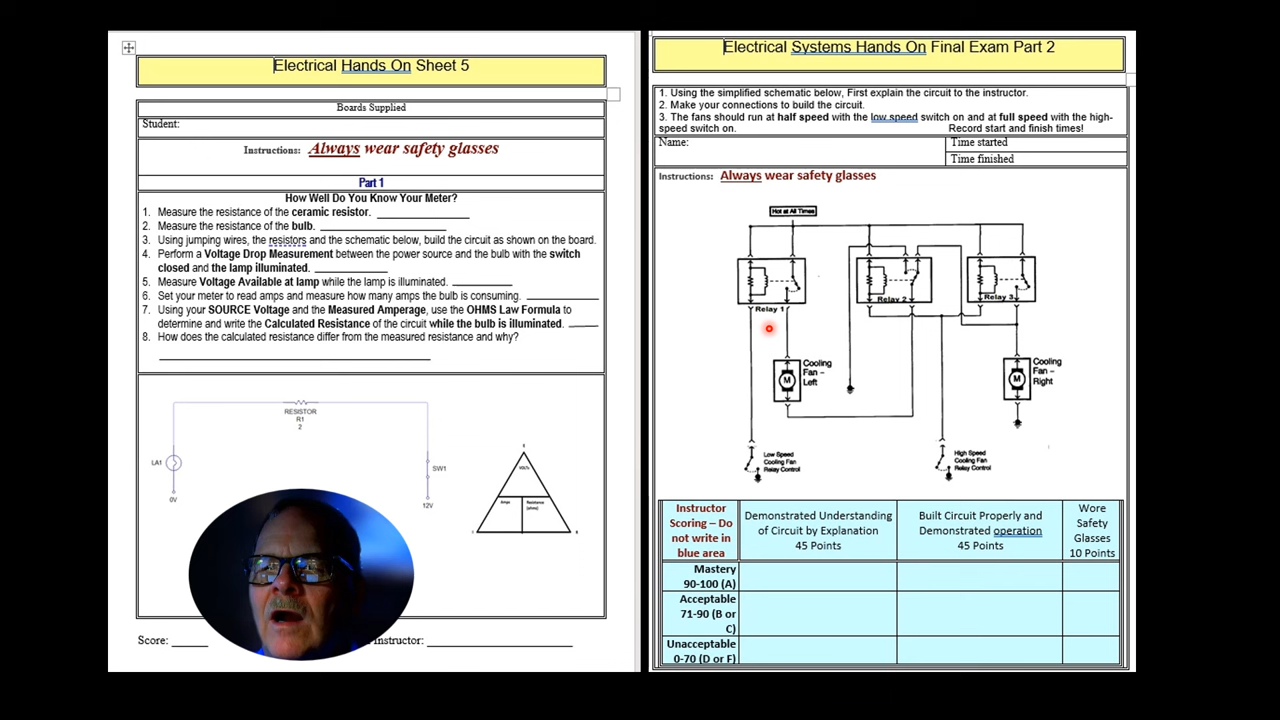 Electrical Hands On Sheet 5
Boards Supplied
Student:
Instructions: Always wear safety glasses
Part 1
How Well Do You Know Your Meter?
1. Measure the resistance of the ceramic resistor. ____________
2. Measure the resistance of the bulb. ____________
3. Using jumping wires, the resistors and the schematic below, build the circuit as shown on the board.
4. Perform a Voltage Drop Measurement between the power source and the bulb with the switch
closed and the lamp illuminated. ____________
5. Measure Voltage Available at lamp while the lamp is illuminated. ____________
6. Set your meter to read amps and measure how many amps the bulb is consuming. ____________
7. Using your SOURCE Voltage and the Measured Amperage, use the OHMS Law Formula to
determine and write the Calculated Resistance of the circuit while the bulb is illuminated. _____
8. How does the calculated resistance differ from the measured resistance and why?
RESISTOR
R1
2
LA1
SW1
0V
12V
Amps
Resistance
(ohms)
Score: _____ Instructor: ____________
Electrical Systems Hands On Final Exam Part 2
1. Using the simplified schematic below, First explain the circuit to the instructor.
2. Make your connections to build the circuit.
3. The fans should run at half speed with the low speed switch on and at full speed with the high-
speed switch on. Record start and finish times!
Name:
Time started
Time finished
Instructions: Always wear safety glasses
Hot at All Times
Relay 1
Relay 2
Relay 3
M
Cooling
Fan –
Left
M
Cooling
Fan –
Right
Low Speed
Cooling Fan
Relay Control
High Speed
Cooling Fan
Relay Control
Instructor
Scoring – Do
not write in
blue area
Demonstrated Understanding
of Circuit by Explanation
45 Points
Built Circuit Properly and
Demonstrated operation
45 Points
Wore
Safety
Glasses
10 Points
Mastery
90-100 (A)
Acceptable
71-90 (B or
C)
Unacceptable
0-70 (D or F)